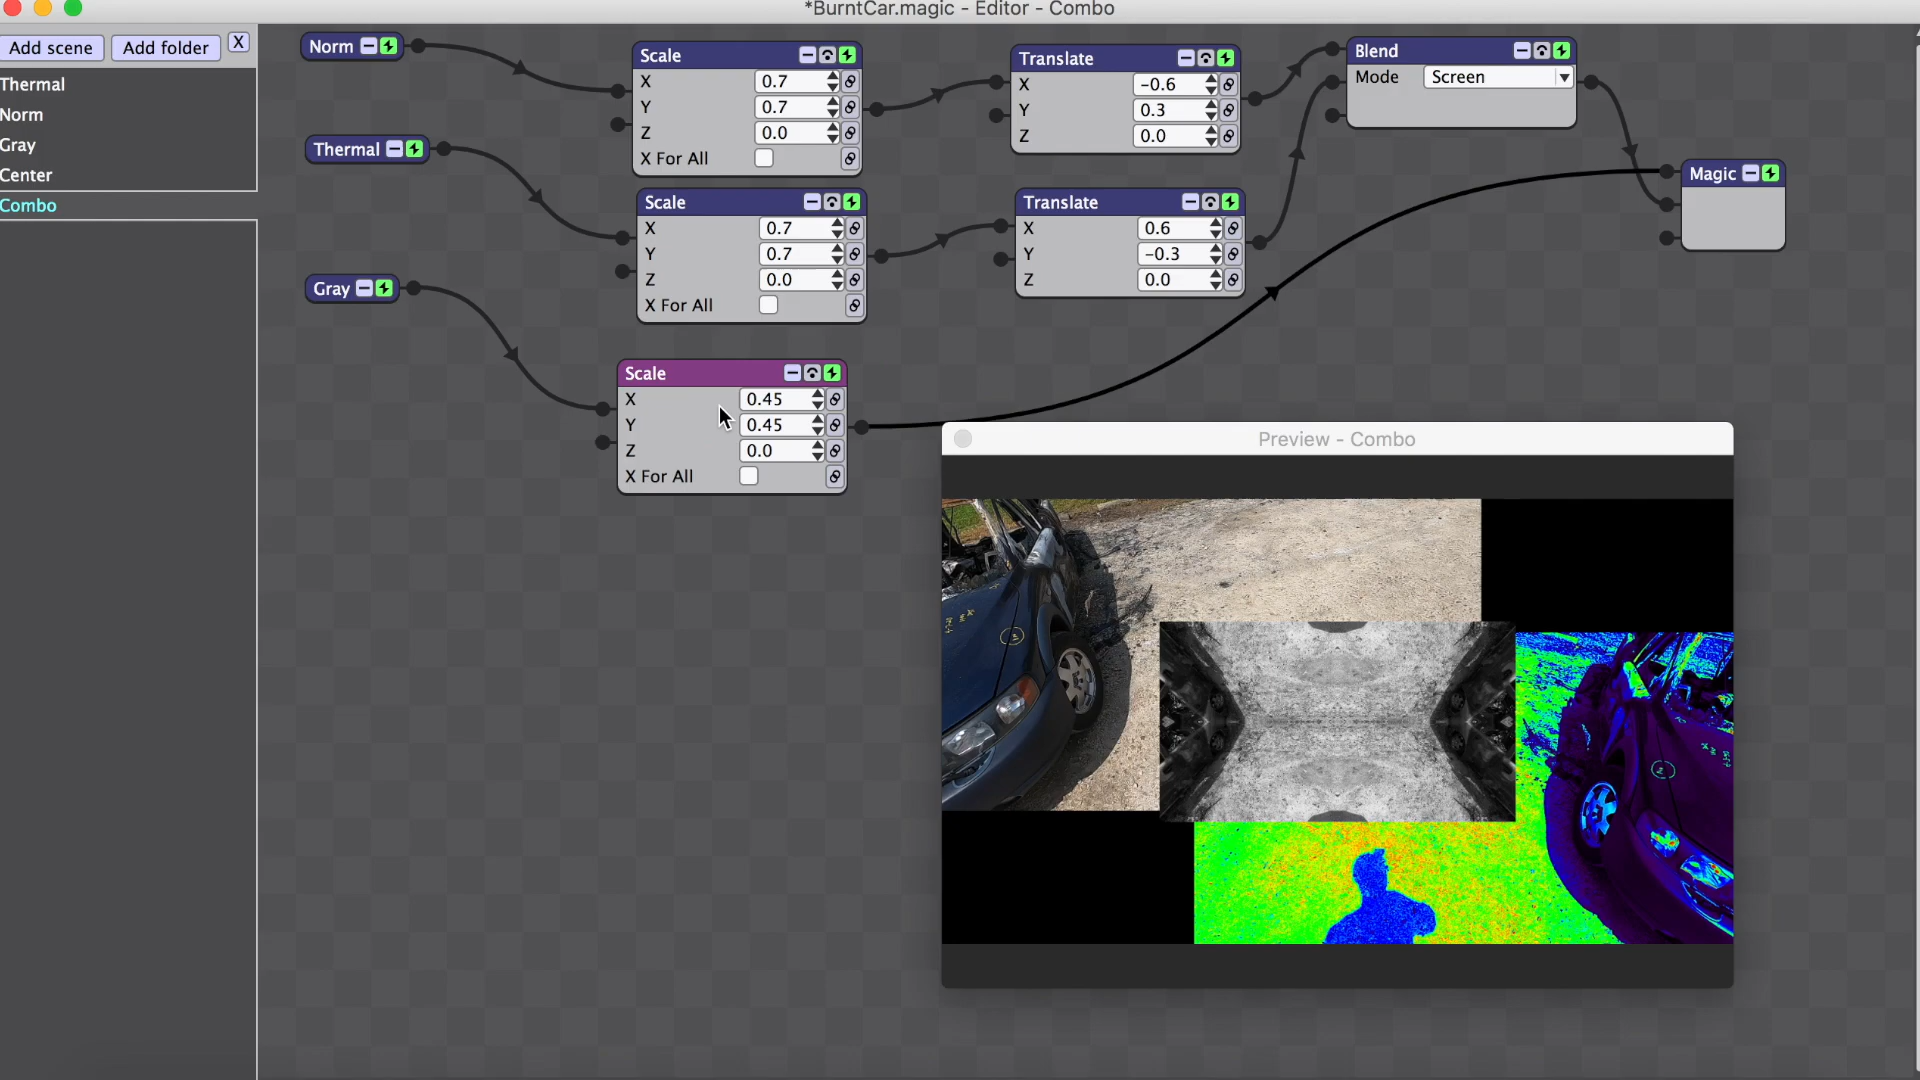 *BurntCar.magic - Editor - Combo
Add scene
Add folder
X
Thermal
Norm
Gray
Center
Combo
Norm
Thermal
Gray
Scale
X 0.7
Y 0.7
Z 0.0
X For All
Scale
X 0.7
Y 0.7
Z 0.0
X For All
Scale
X 0.45
Y 0.45
Z 0.0
X For All
Translate
X -0.6
Y 0.3
Z 0.0
Translate
X 0.6
Y -0.3
Z 0.0
Blend
Mode Screen
Magic
Preview - Combo